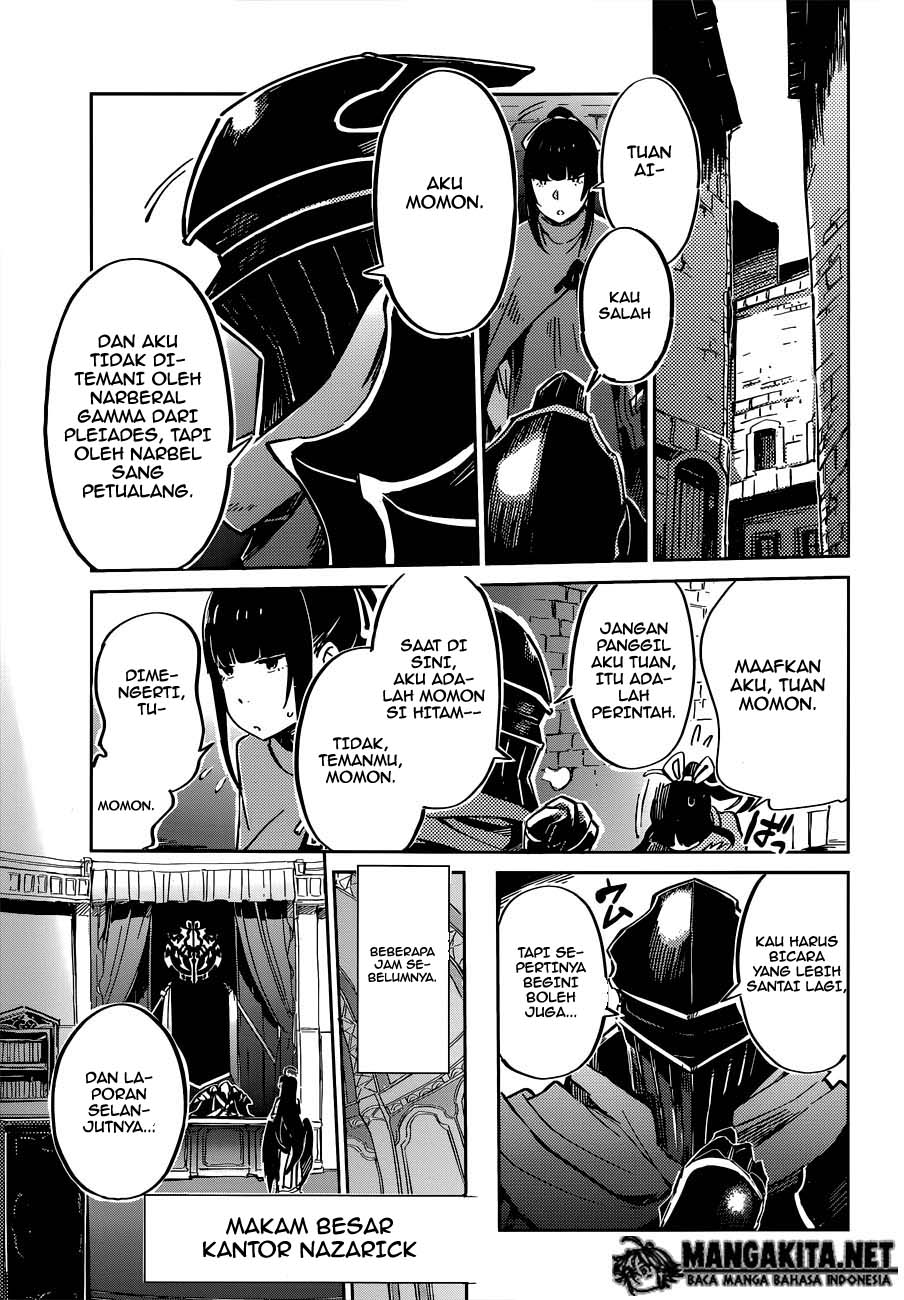 TUAN
AI-
KAU
SALAH
AKU
MOMON.
DAN AKU
TIDAK DI-
TEMANI OLEH
NARBERAL
GAMMA DARI
PLEIADES, TAPI
OLEH NARBEL
SANG
PETUALANG.
MAAFKAN
AKU, TUAN
MOMON.
JANGAN
PANGGIL
AKU TUAN,
ITU ADA-
LAH
PERINTAH.
SAAT DI
SINI,
AKU ADA-
LAH MOMON
SI HITAM--
TIDAK,
TEMANMU,
MOMON.
DIME-
NGERTI,
TU-
MOMON.
KAU HARUS
BICARA
YANG LEBIH
SANTAI LAGI,
ウム
TAPI SE-
PERTINYA
BEGINI
BOLEH
JUGA...
BEBERAPA
JAM SE-
BELUMNYA.
DAN LA-
PORAN
SELAN-
JUTNYA...
MAKAM BESAR
KANTOR NAZARICK
MANGAKITA.NET
BACA MANGA BAHASA INDONESIA